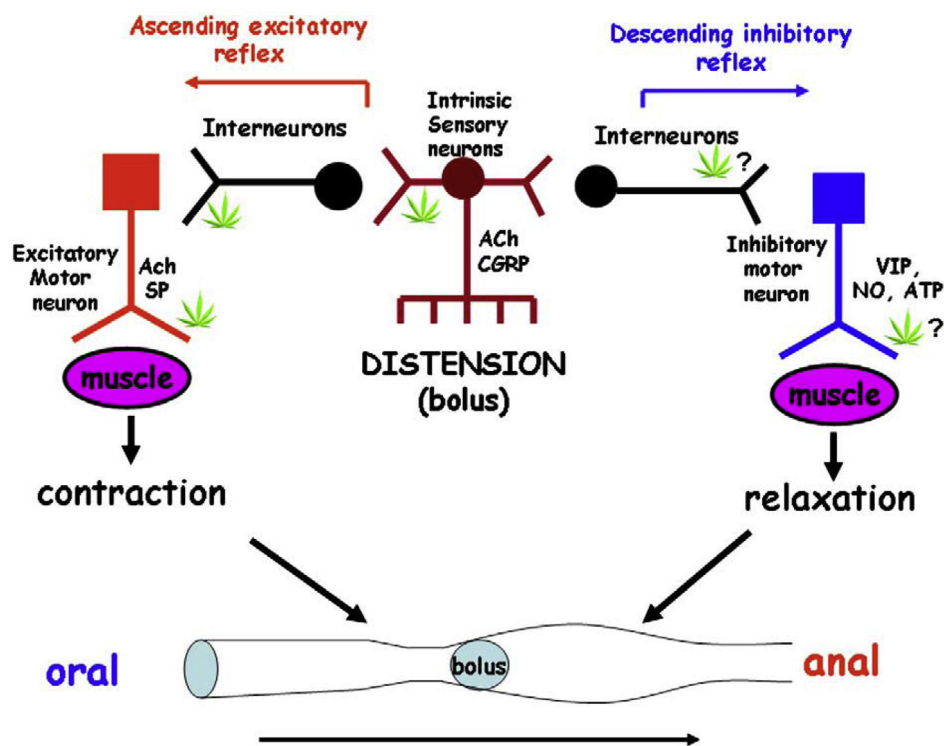 Ascending excitatory
reflex
Descending inhibitory
reflex
Interneurons
Intrinsic
Sensory
neurons
Interneurons
?
Excitatory
Motor
neuron
Ach
SP
ACh
CGRP
Inhibitory
motor
neuron
VIP,
NO, ATP
?
DISTENSION
(bolus)
muscle
muscle
contraction
relaxation
oral
bolus
anal